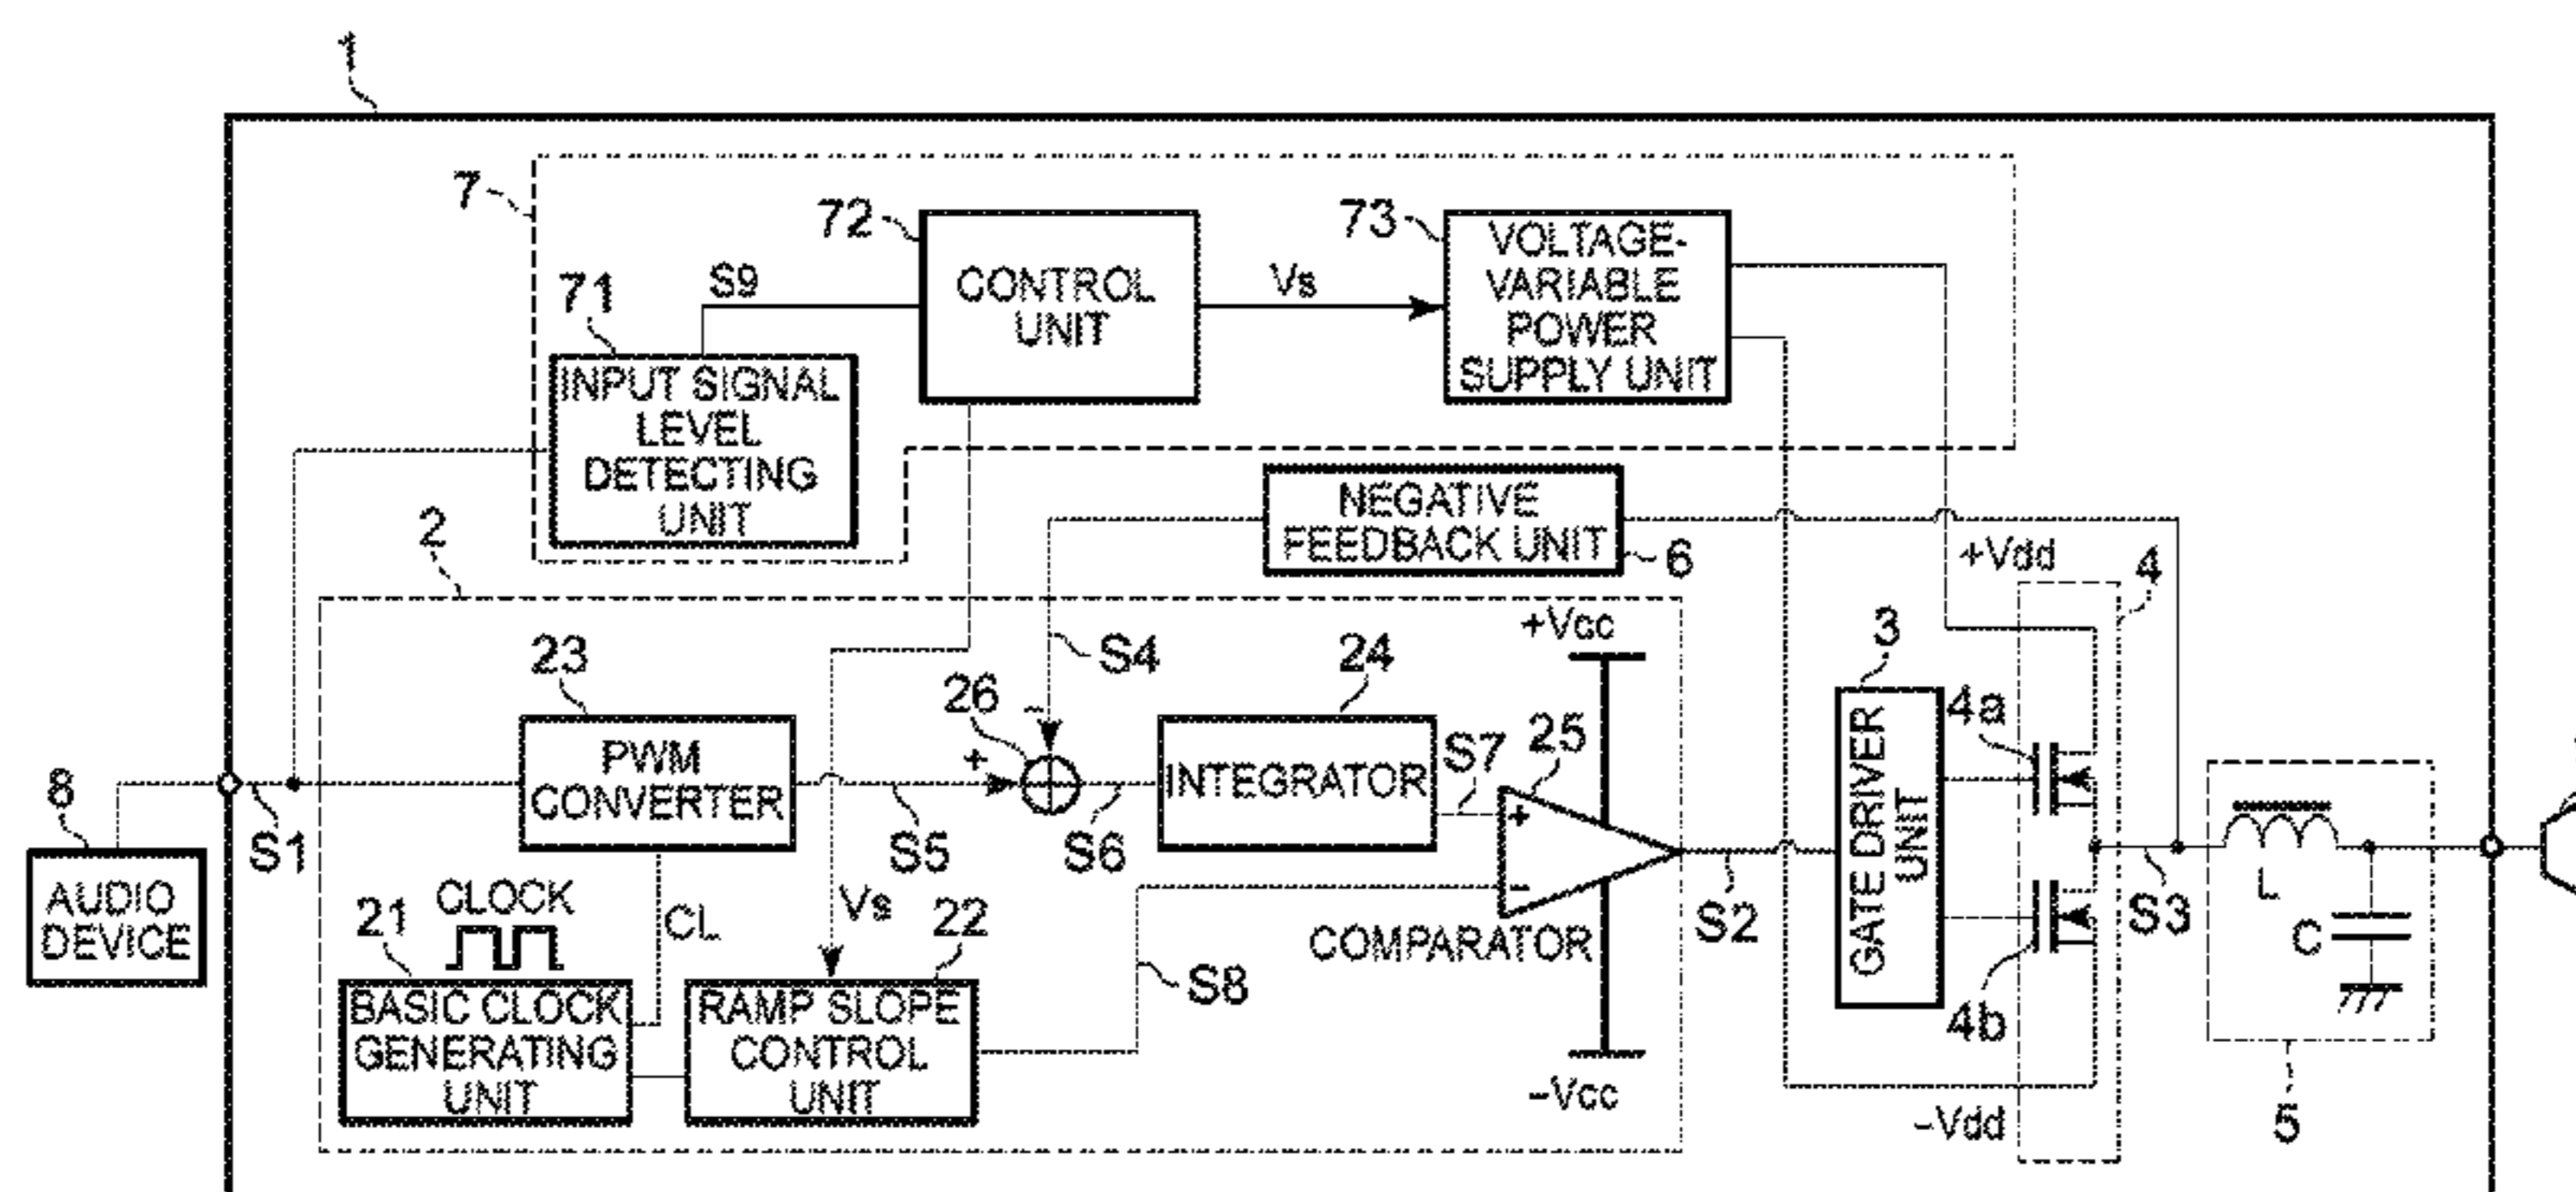 1
7
72
73
71
S9
CONTROL
UNIT
Vs
VOLTAGE-
VARIABLE
POWER
SUPPLY UNIT
INPUT SIGNAL
LEVEL
DETECTING
UNIT
NEGATIVE
FEEDBACK UNIT
6
2
+Vdd
4
S4
+Vcc
3
23
26
24
25
4a
-
+
PWM
CONVERTER
INTEGRATOR
S7
+
-
8
AUDIO
DEVICE
S1
S5
S6
COMPARATOR
S2
GATE DRIVER
UNIT
S3
L
C
4b
CLOCK
21
CL
Vs
22
S8
BASIC CLOCK
GENERATING
UNIT
RAMP SLOPE
CONTROL
UNIT
-Vcc
-Vdd
5